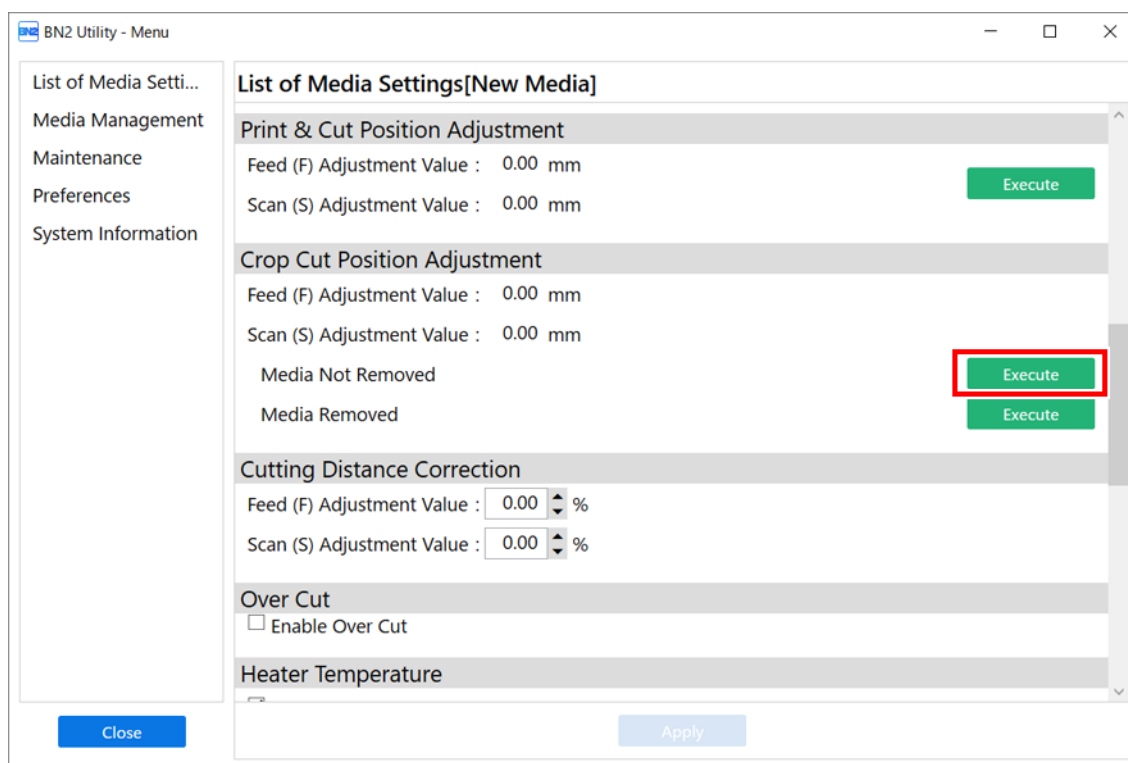 BN2 BN2 Utility - Menu
List of Media Setti...
Media Management
Maintenance
Preferences
System Information
Close
List of Media Settings[New Media]
Print & Cut Position Adjustment
Feed (F) Adjustment Value : 0.00 mm
Execute
Scan (S) Adjustment Value : 0.00 mm
Crop Cut Position Adjustment
Feed (F) Adjustment Value : 0.00 mm
Scan (S) Adjustment Value : 0.00 mm
Media Not Removed Execute
Media Removed Execute
Cutting Distance Correction
Feed (F) Adjustment Value : 0.00 %
Scan (S) Adjustment Value : 0.00 %
Over Cut
Enable Over Cut
Heater Temperature
Apply